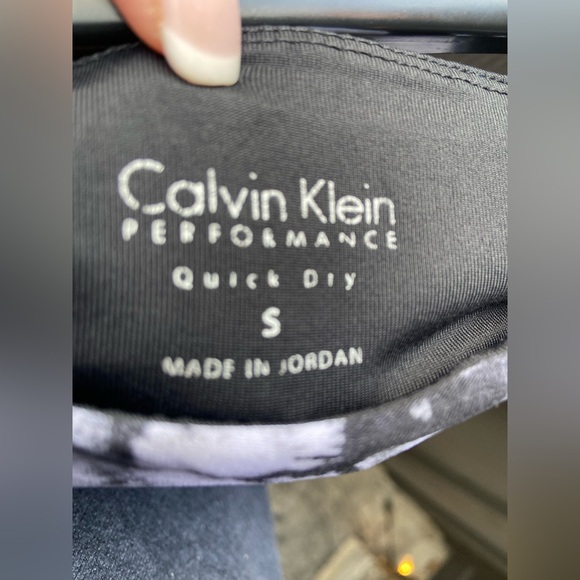 Calvin Klein
PERFORMANCE
Quick Dry
S
MADE IN JORDAN